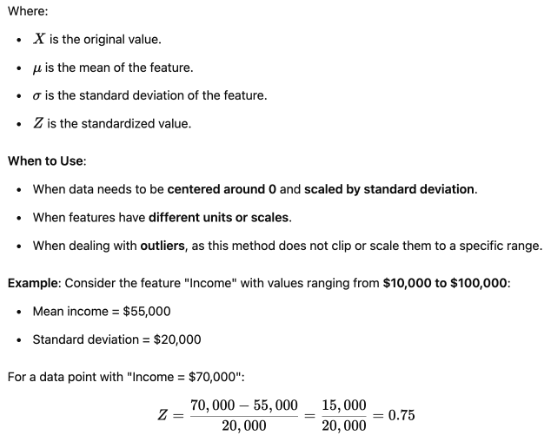 Where:
• X is the original value.
• μ is the mean of the feature.
• σ is the standard deviation of the feature.
• Z is the standardized value.
When to Use:
• When data needs to be centered around 0 and scaled by standard deviation.
• When features have different units or scales.
• When dealing with outliers, as this method does not clip or scale them to a specific range.
Example: Consider the feature "Income" with values ranging from $10,000 to $100,000:
• Mean income = $55,000
• Standard deviation = $20,000
For a data point with "Income = $70,000":
Z = \frac{70,000 − 55,000}{20,000} = \frac{15,000}{20,000} = 0.75